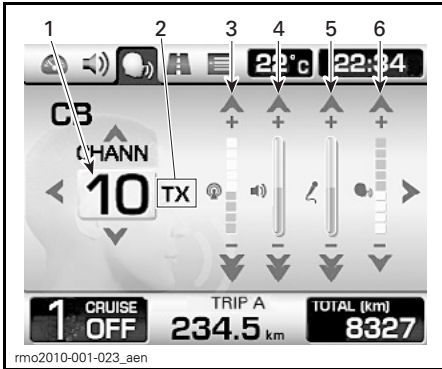 1 2 3 4 5 6
22°c 22:34
CB
CHANN
10 TX
+ + + +
- - - -
1 CRUISE OFF
TRIP A
234.5 km
TOTAL (km)
8327
rmo2010-001-023_aen